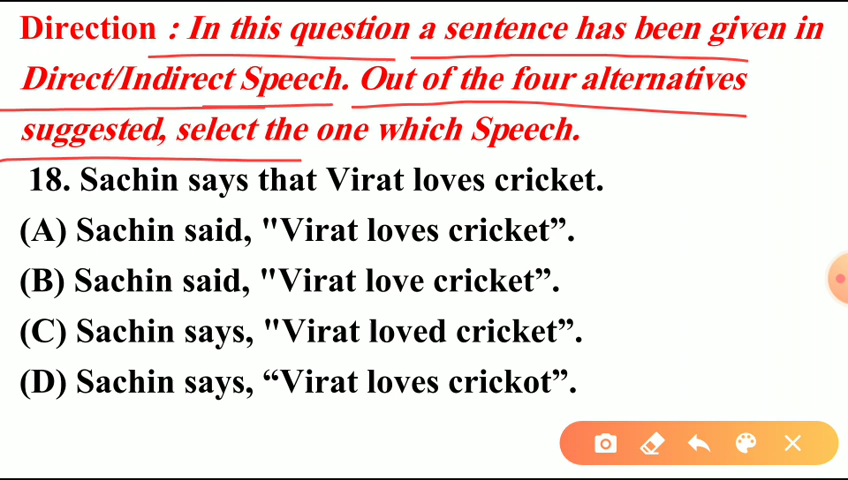 Direction : In this question a sentence has been given in
Direct/Indirect Speech. Out of the four alternatives
suggested, select the one which Speech.
18. Sachin says that Virat loves cricket.
(A) Sachin said, "Virat loves cricket”.
(B) Sachin said, "Virat love cricket”.
(C) Sachin says, "Virat loved cricket”.
(D) Sachin says, “Virat loves crickot”.